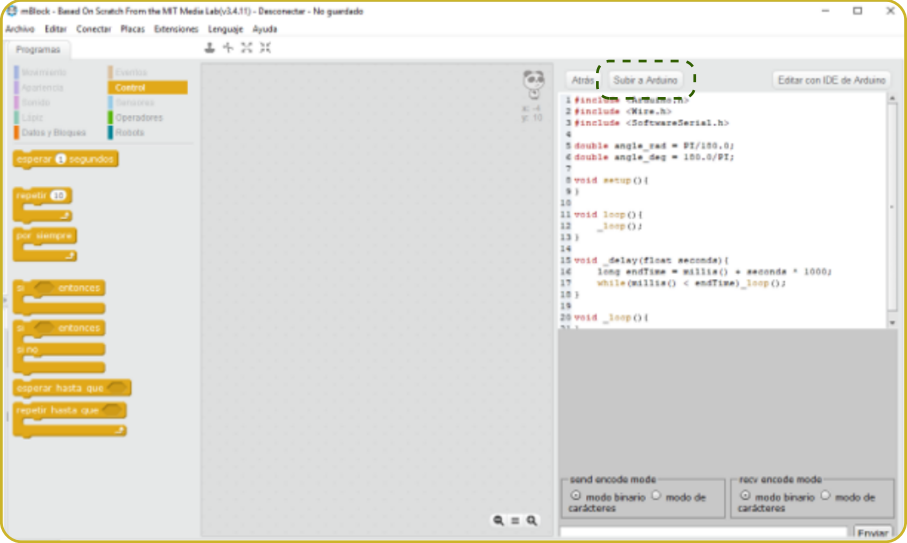 mBlock - Based On Scratch From the MIT Media Lab(v3.4.11) - Desconectar - No guardado
Archivo Editar Conectar Placas Extensiones Lenguaje Ayuda
Programas
Movimiento Eventos
Apariencia Control
Sonido Sensores
Lápiz Operadores
Datos y Bloques Robots
esperar 1 segundos
repetir 10
por siempre
si entonces
si entonces
si no
esperar hasta que
repetir hasta que
x: -4
y: 10
Atrás Subir a Arduino Editar con IDE de Arduino
1 #include <Arduino.h>
2 #include <Wire.h>
3 #include <SoftwareSerial.h>
4
5 double angle_rad = PI/180.0;
6 double angle_deg = 180.0/PI;
7
8 void setup(){
9 }
10
11 void loop(){
12 _loop();
13 }
14
15 void _delay(float seconds){
16 long endTime = millis() + seconds * 1000;
17 while(millis() < endTime)_loop();
18 }
19
20 void _loop(){
21 }
send encode mode
modo binario modo de carácteres
recv encode mode
modo binario modo de carácteres
Enviar